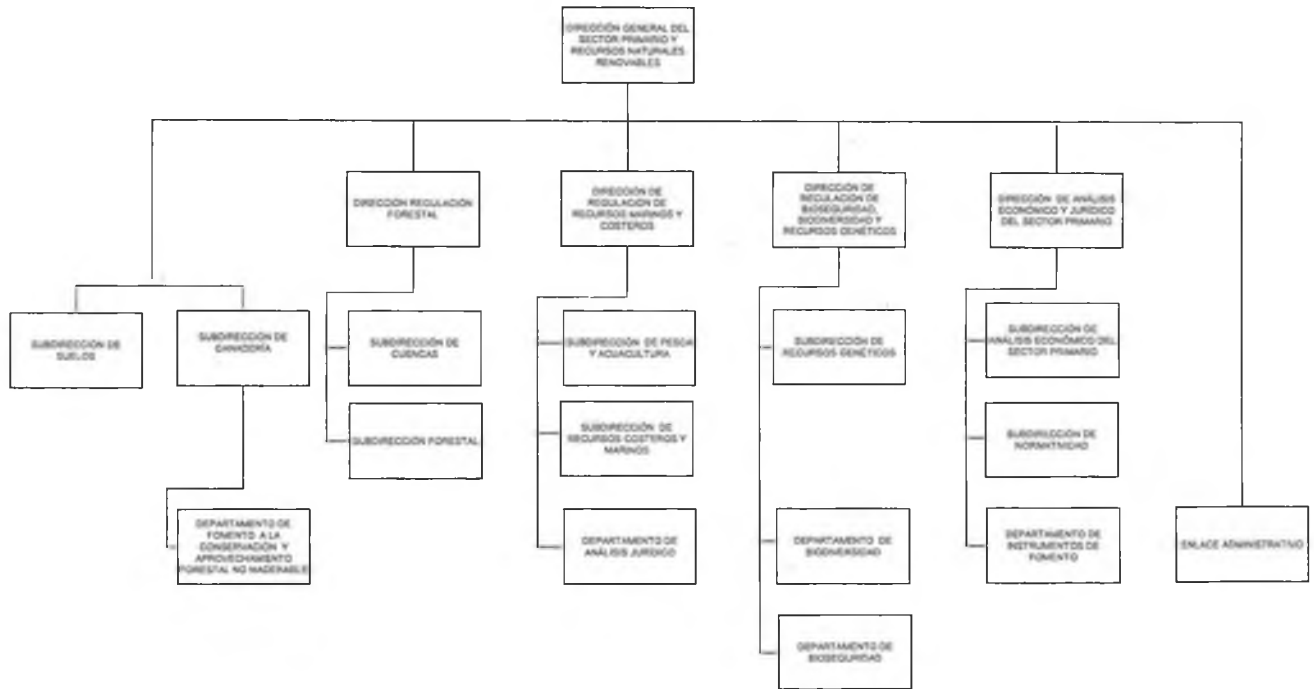 DIRECCIÓN GENERAL DEL
SECTOR PRIMARIO Y
RECURSOS NATURALES
RENOVABLES
DIRECCIÓN REGULACIÓN
FORESTAL
DIRECCIÓN DE
REGULACIÓN DE
RECURSOS MARINOS Y
COSTEROS
DIRECCIÓN DE
REGULACIÓN DE
BIOSEGURIDAD,
BIODIVERSIDAD Y
RECURSOS GENÉTICOS
DIRECCIÓN DE ANÁLISIS
ECONÓMICO Y JURÍDICO
DEL SECTOR PRIMARIO
SUBDIRECCIÓN DE
SUELOS
SUBDIRECCIÓN DE
GANADERÍA
SUBDIRECCIÓN DE
CUENCAS
SUBDIRECCIÓN DE PESCA
Y ACUACULTURA
SUBDIRECCIÓN DE
RECURSOS GENÉTICOS
SUBDIRECCIÓN DE
ANÁLISIS ECONÓMICO DEL
SECTOR PRIMARIO
SUBDIRECCIÓN FORESTAL
SUBDIRECCIÓN DE
RECURSOS COSTEROS Y
MARINOS
SUBDIRECCIÓN DE
NORMATIVIDAD
DEPARTAMENTO DE
FOMENTO A LA
CONSERVACIÓN Y
APROVECHAMIENTO
FORESTAL NO MADERABLE
DEPARTAMENTO DE
ANÁLISIS JURÍDICO
DEPARTAMENTO DE
BIODIVERSIDAD
DEPARTAMENTO DE
INSTRUMENTOS DE
FOMENTO
ENLACE ADMINISTRATIVO
DEPARTAMENTO DE
BIOSEGURIDAD